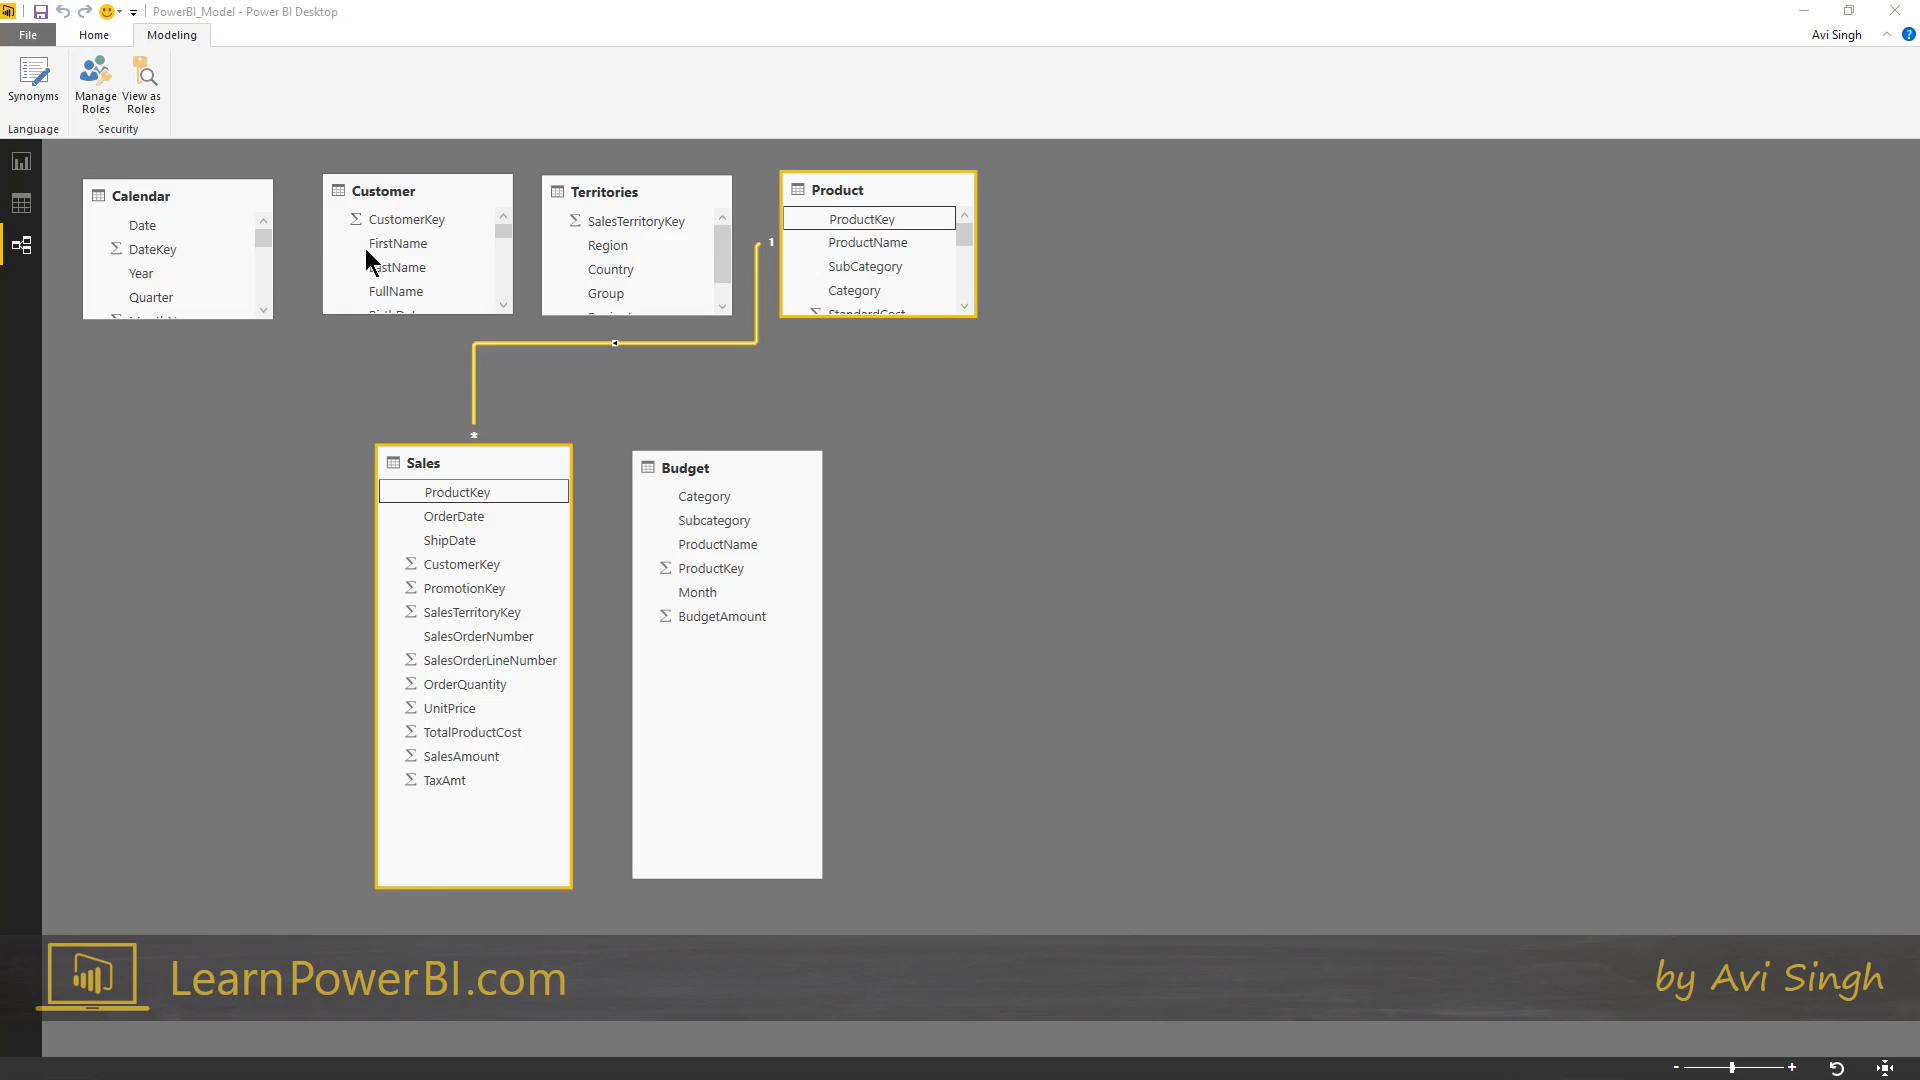 PowerBI_Model - Power BI Desktop
File
Home
Modeling
Avi Singh
Synonyms
Manage
Roles
View as
Roles
Language
Security
Calendar
Date
DateKey
Year
Quarter
Customer
CustomerKey
FirstName
LastName
FullName
Territories
SalesTerritoryKey
Region
Country
Group
1
Product
ProductKey
ProductName
SubCategory
Category
StandardCost
*
Sales
ProductKey
OrderDate
ShipDate
CustomerKey
PromotionKey
SalesTerritoryKey
SalesOrderNumber
SalesOrderLineNumber
OrderQuantity
UnitPrice
TotalProductCost
SalesAmount
TaxAmt
Budget
Category
Subcategory
ProductName
ProductKey
Month
BudgetAmount
LearnPowerBI.com
by Avi Singh